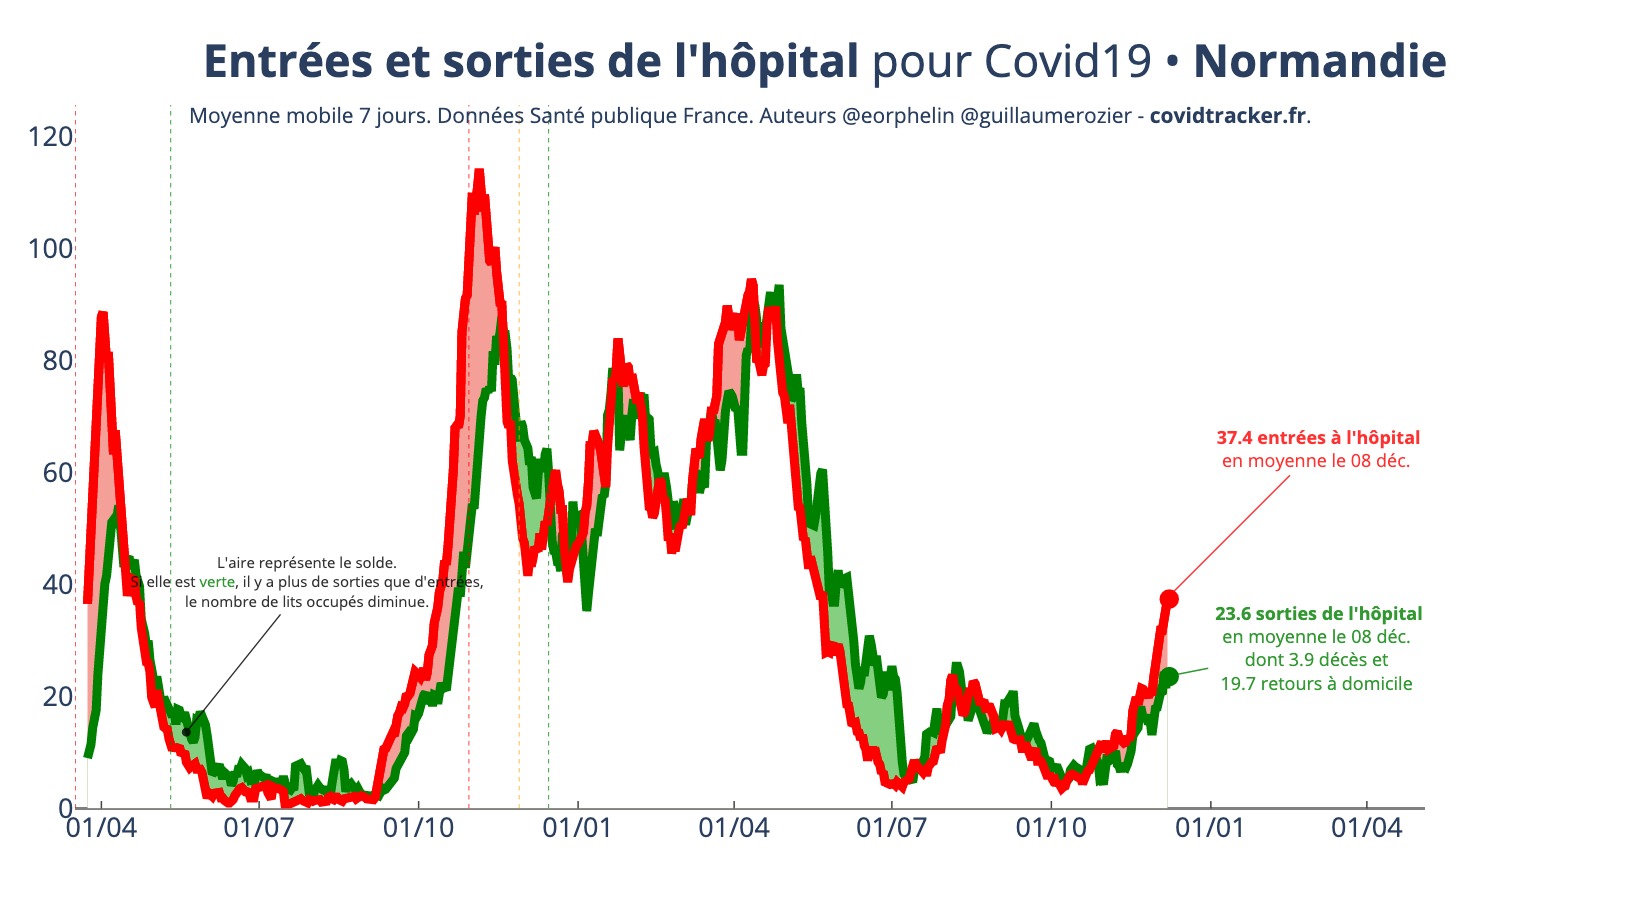 Entrées et sorties de l'hôpital pour Covid19 • Normandie
Moyenne mobile 7 jours. Données Santé publique France. Auteurs @eorphelin @guillaumerozier - covidtracker.fr.
120
100
80
60
40
20
0
L'aire représente le solde.
Si elle est verte, il y a plus de sorties que d'entrées,
le nombre de lits occupés diminue.
37.4 entrées à l'hôpital
en moyenne le 08 déc.
23.6 sorties de l'hôpital
en moyenne le 08 déc.
dont 3.9 décès et
19.7 retours à domicile
01/04 01/07 01/10 01/01 01/04 01/07 01/10 01/01 01/04